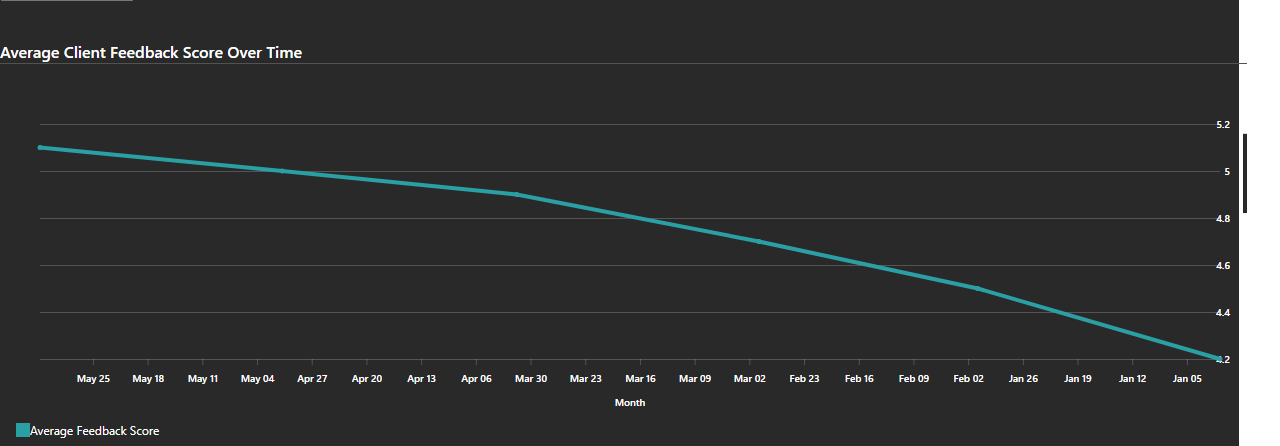 Average Client Feedback Score Over Time
5.2
5
4.8
4.6
4.4
4.2
May 25 May 18 May 11 May 04 Apr 27 Apr 20 Apr 13 Apr 06 Mar 30 Mar 23 Mar 16 Mar 09 Mar 02 Feb 23 Feb 16 Feb 09 Feb 02 Jan 26 Jan 19 Jan 12 Jan 05
Month
Average Feedback Score